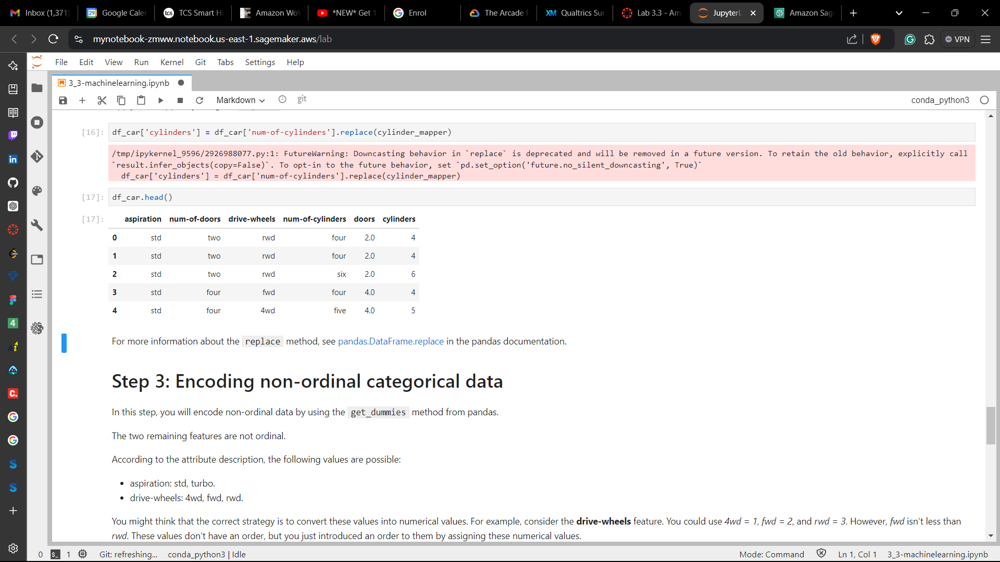 Inbox (1,371)
Google Caler
TCS Smart Hi
Amazon Wo
*NEW* Get 1
Enrol
The Arcade F
Qualtrics Sur
Lab 3.3 - Am
JupyterL
Amazon Sag
mynotebook-zmww.notebook.us-east-1.sagemaker.aws/lab
VPN
File Edit View Run Kernel Git Tabs Settings Help
3_3-machinelearning.ipynb
Markdown
git
conda_python3
[16]: df_car['cylinders'] = df_car['num-of-cylinders'].replace(cylinder_mapper)
/tmp/ipykernel_9596/2926988077.py:1: FutureWarning: Downcasting behavior in `replace` is deprecated and will be removed in a future version. To retain the old behavior, explicitly call
`result.infer_objects(copy=False)`. To opt-in to the future behavior, set `pd.set_option('future.no_silent_downcasting', True)`
df_car['cylinders'] = df_car['num-of-cylinders'].replace(cylinder_mapper)
[17]: df_car.head()
[17]: aspiration num-of-doors drive-wheels num-of-cylinders doors cylinders
0 std two rwd four 2.0 4
1 std two rwd four 2.0 4
2 std two rwd six 2.0 6
3 std four fwd four 4.0 4
4 std four 4wd five 4.0 5
For more information about the replace method, see pandas.DataFrame.replace in the pandas documentation.
Step 3: Encoding non-ordinal categorical data
In this step, you will encode non-ordinal data by using the get_dummies method from pandas.
The two remaining features are not ordinal.
According to the attribute description, the following values are possible:
• aspiration: std, turbo.
• drive-wheels: 4wd, fwd, rwd.
You might think that the correct strategy is to convert these values into numerical values. For example, consider the drive-wheels feature. You could use 4wd = 1, fwd = 2, and rwd = 3. However, fwd isn't less than
rwd. These values don't have an order, but you just introduced an order to them by assigning these numerical values.
0 1 Git: refreshing... conda_python3 | Idle Mode: Command Ln 1, Col 1 3_3-machinelearning.ipynb